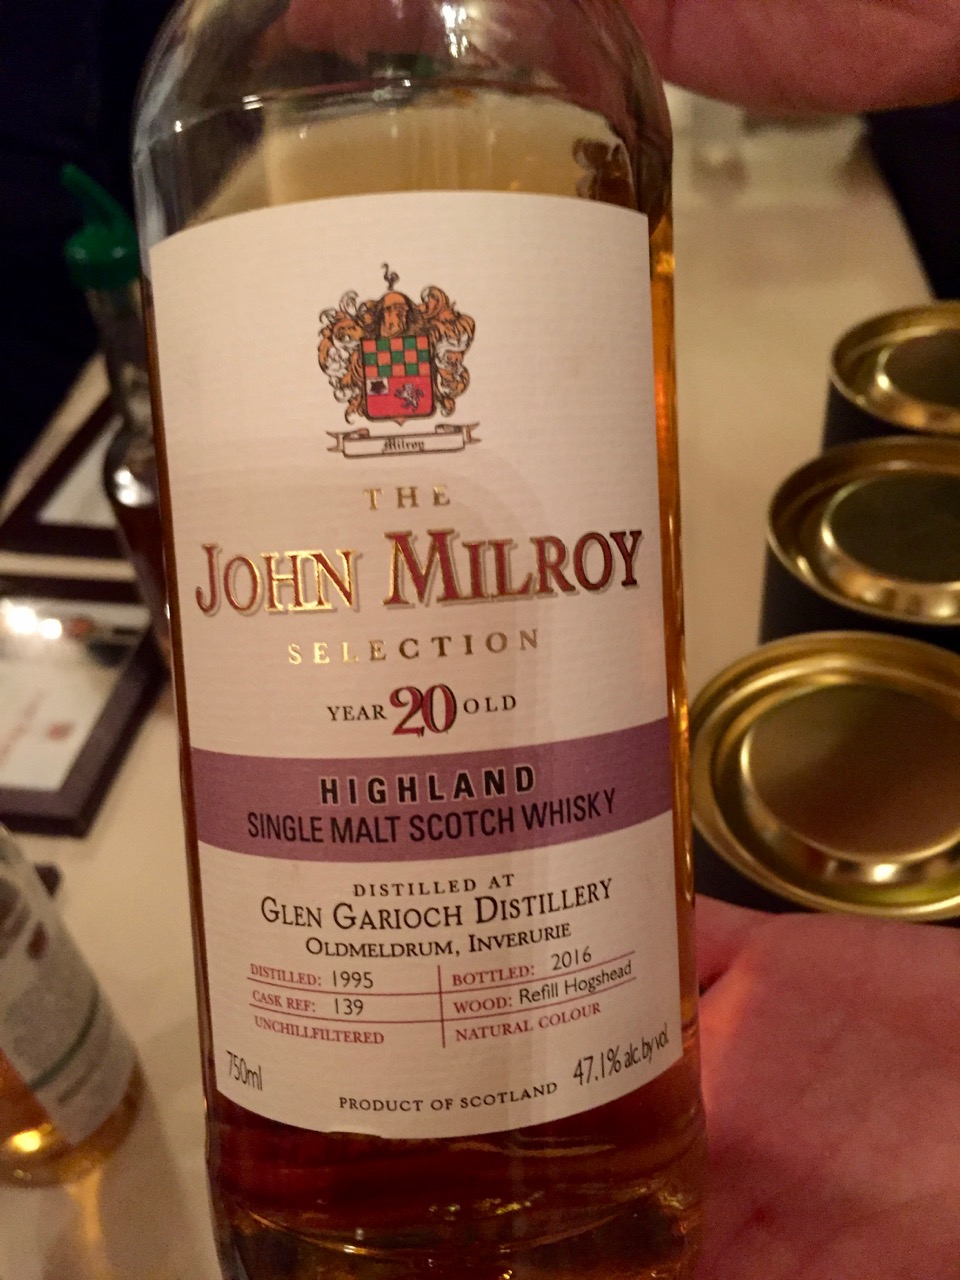 Milroy
THE
JOHN MILROY
SELECTION
YEAR 20 OLD
HIGHLAND
SINGLE MALT SCOTCH WHISKY
DISTILLED AT
GLEN GARIOCH DISTILLERY
OLDMELDRUM, INVERURIE
DISTILLED: 1995 BOTTLED: 2016
CASK REF: 139 WOOD: Refill Hogshead
UNCHILLFILTERED NATURAL COLOUR
750ml PRODUCT OF SCOTLAND 47.1% alc. by vol.